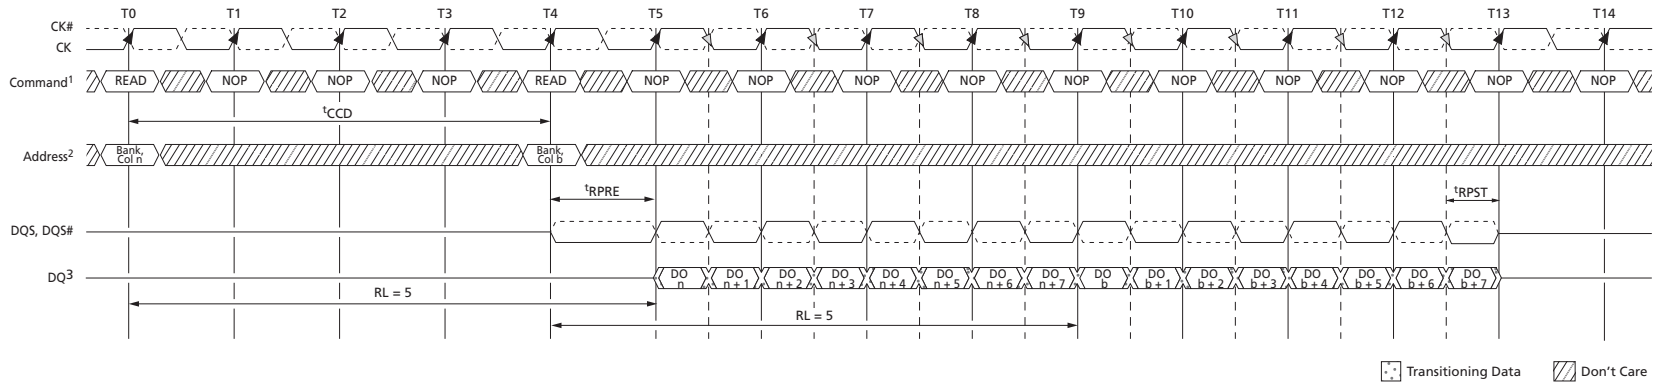 T0 T1 T2 T3 T4 T5 T6 T7 T8 T9 T10 T11 T12 T13 T14
CK#
CK
Command1 READ NOP NOP NOP READ NOP NOP NOP NOP NOP NOP NOP NOP NOP NOP
tCCD
Address2 Bank, Col n Bank, Col b
tRPRE tRPST
DQS, DQS#
DQ3 DO n DO n + 1 DO n + 2 DO n + 3 DO n + 4 DO n + 5 DO n + 6 DO n + 7 DO b DO b + 1 DO b + 2 DO b + 3 DO b + 4 DO b + 5 DO b + 6 DO b + 7
RL = 5
RL = 5
Transitioning Data Don't Care